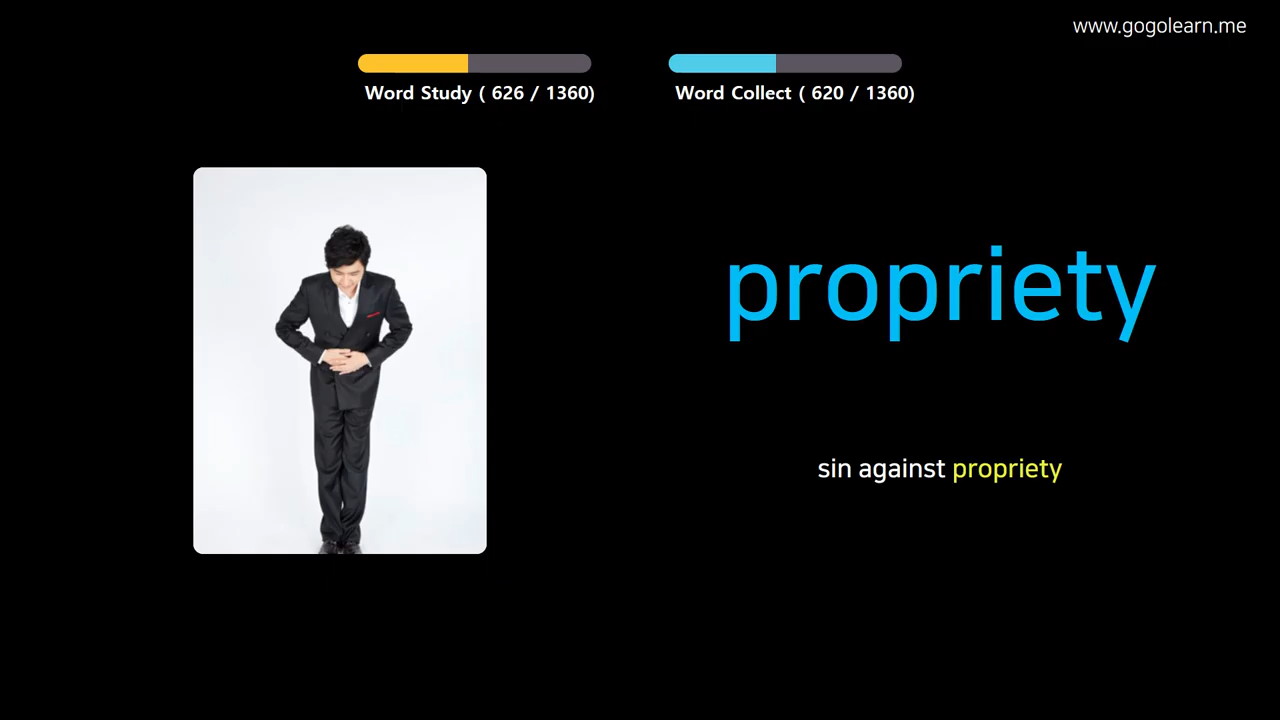 www.gogolearn.me
Word Study ( 626 / 1360)
Word Collect ( 620 / 1360)
propriety
sin against propriety